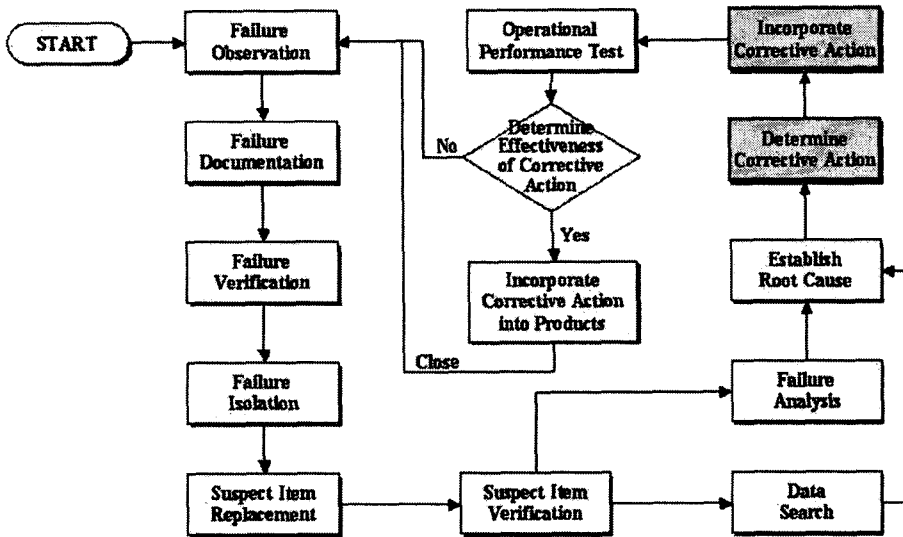 START
Failure
Observation
Failure
Documentation
Failure
Verification
Failure
Isolation
Suspect Item
Replacement
Suspect Item
Verification
Failure
Analysis
Data
Search
Establish
Root Cause
Determine
Corrective Action
Incorporate
Corrective Action
Operational
Performance Test
Determine
Effectiveness
of Corrective
Action
No
Yes
Incorporate
Corrective Action
into Products
Close